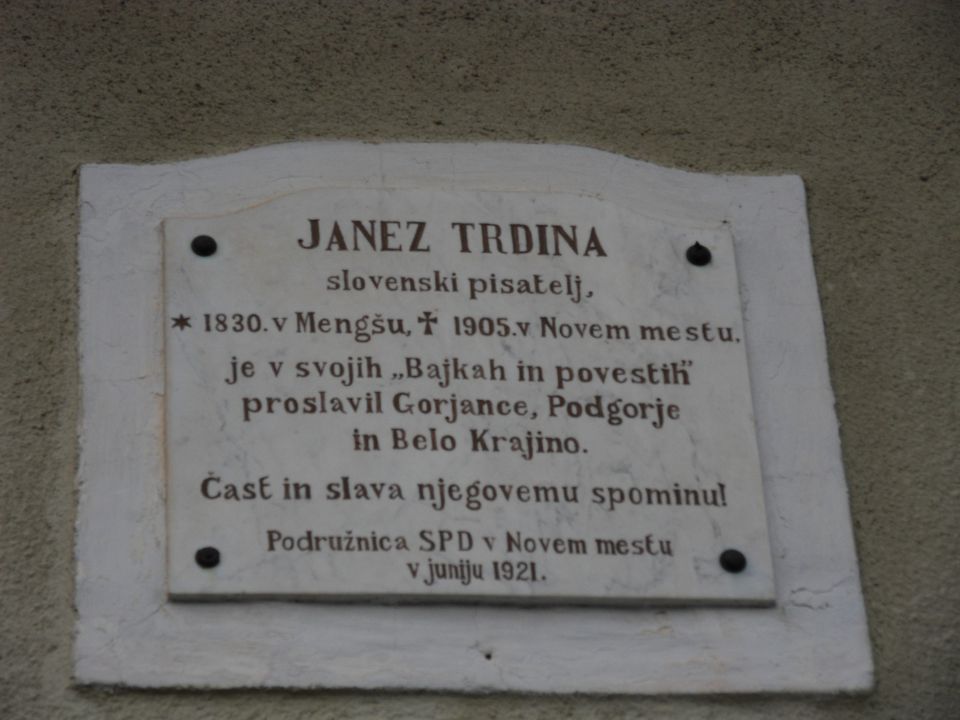 JANEZ TRDINA
slovenski pisatelj,
* 1830. v Mengšu, ✝ 1905. v Novem mestu,
je v svojih „Bajkah in povestih”
proslavil Gorjance, Podgorje
in Belo Krajino.
Čast in slava njegovemu spominu!
Podružnica SPD v Novem mestu
v juniju 1921.